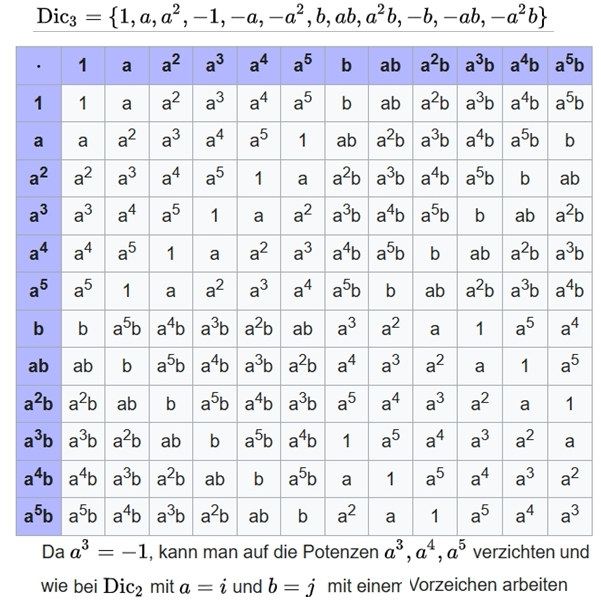 Dic₃ = {1, a, a², −1, −a, −a², b, ab, a²b, −b, −ab, −a²b}
· 1 a a² a³ a⁴ a⁵ b ab a²b a³b a⁴b a⁵b
1 1 a a² a³ a⁴ a⁵ b ab a²b a³b a⁴b a⁵b
a a a² a³ a⁴ a⁵ 1 ab a²b a³b a⁴b a⁵b b
a² a² a³ a⁴ a⁵ 1 a a²b a³b a⁴b a⁵b b ab
a³ a³ a⁴ a⁵ 1 a a² a³b a⁴b a⁵b b ab a²b
a⁴ a⁴ a⁵ 1 a a² a³ a⁴b a⁵b b ab a²b a³b
a⁵ a⁵ 1 a a² a³ a⁴ a⁵b b ab a²b a³b a⁴b
b b a⁵b a⁴b a³b a²b ab a³ a² a 1 a⁵ a⁴
ab ab b a⁵b a⁴b a³b a²b a⁴ a³ a² a 1 a⁵
a²b a²b ab b a⁵b a⁴b a³b a⁵ a⁴ a³ a² a 1
a³b a³b a²b ab b a⁵b a⁴b 1 a⁵ a⁴ a³ a² a
a⁴b a⁴b a³b a²b ab b a⁵b a 1 a⁵ a⁴ a³ a²
a⁵b a⁵b a⁴b a³b a²b ab b a² a 1 a⁵ a⁴ a³
Da a³ = −1, kann man auf die Potenzen a³, a⁴, a⁵ verzichten und
wie bei Dic₂ mit a = i und b = j mit einem Vorzeichen arbeiten